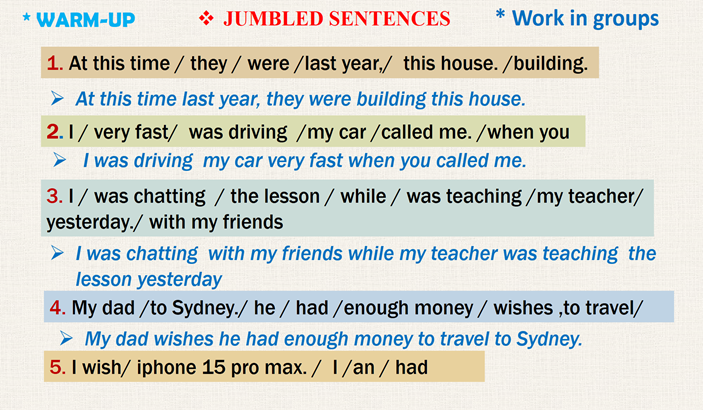 * WARM-UP ❖ JUMBLED SENTENCES * Work in groups
1. At this time / they / were /last year,/ this house. /building.
➢ At this time last year, they were building this house.
2. I / very fast/ was driving /my car /called me. /when you
➢ I was driving my car very fast when you called me.
3. I / was chatting / the lesson / while / was teaching /my teacher/
yesterday./ with my friends
➢ I was chatting with my friends while my teacher was teaching the
lesson yesterday
4. My dad /to Sydney./ he / had /enough money / wishes ,to travel/
➢ My dad wishes he had enough money to travel to Sydney.
5. I wish/ iphone 15 pro max. / I /an / had